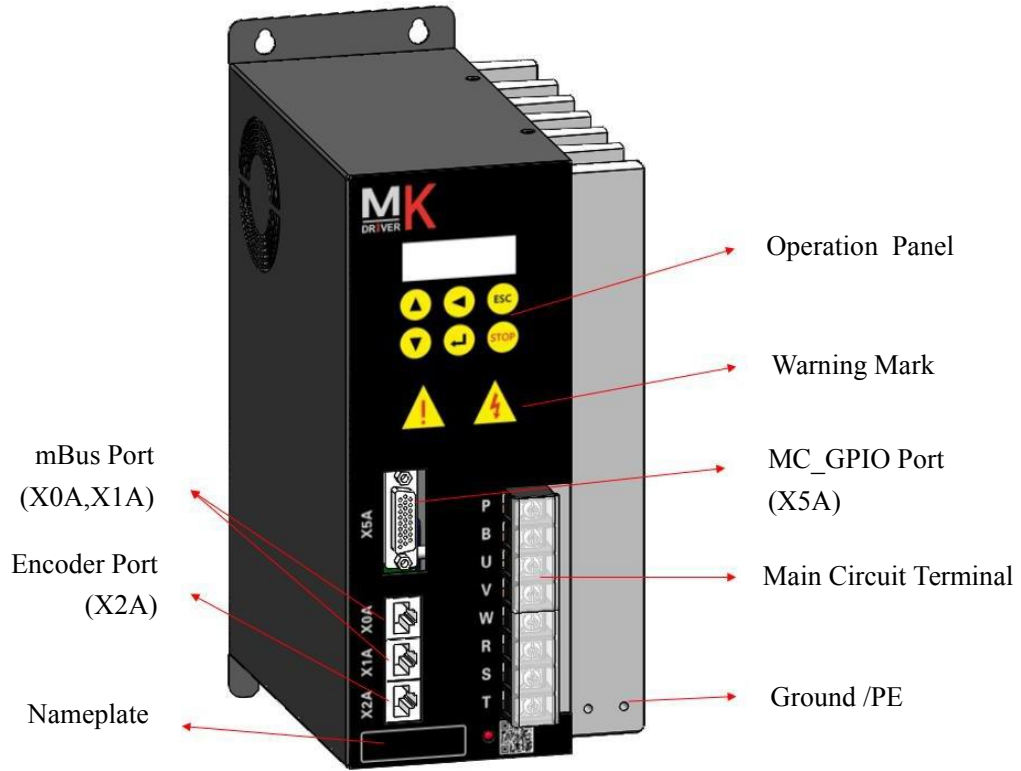 MK
DRIVER
ESC
STOP
Operation Panel
Warning Mark
mBus Port
(X0A,X1A)
MC_GPIO Port
(X5A)
Encoder Port
(X2A)
Main Circuit Terminal
Nameplate
Ground /PE
X5A
X0A
X1A
X2A
P
B
U
V
W
R
S
T